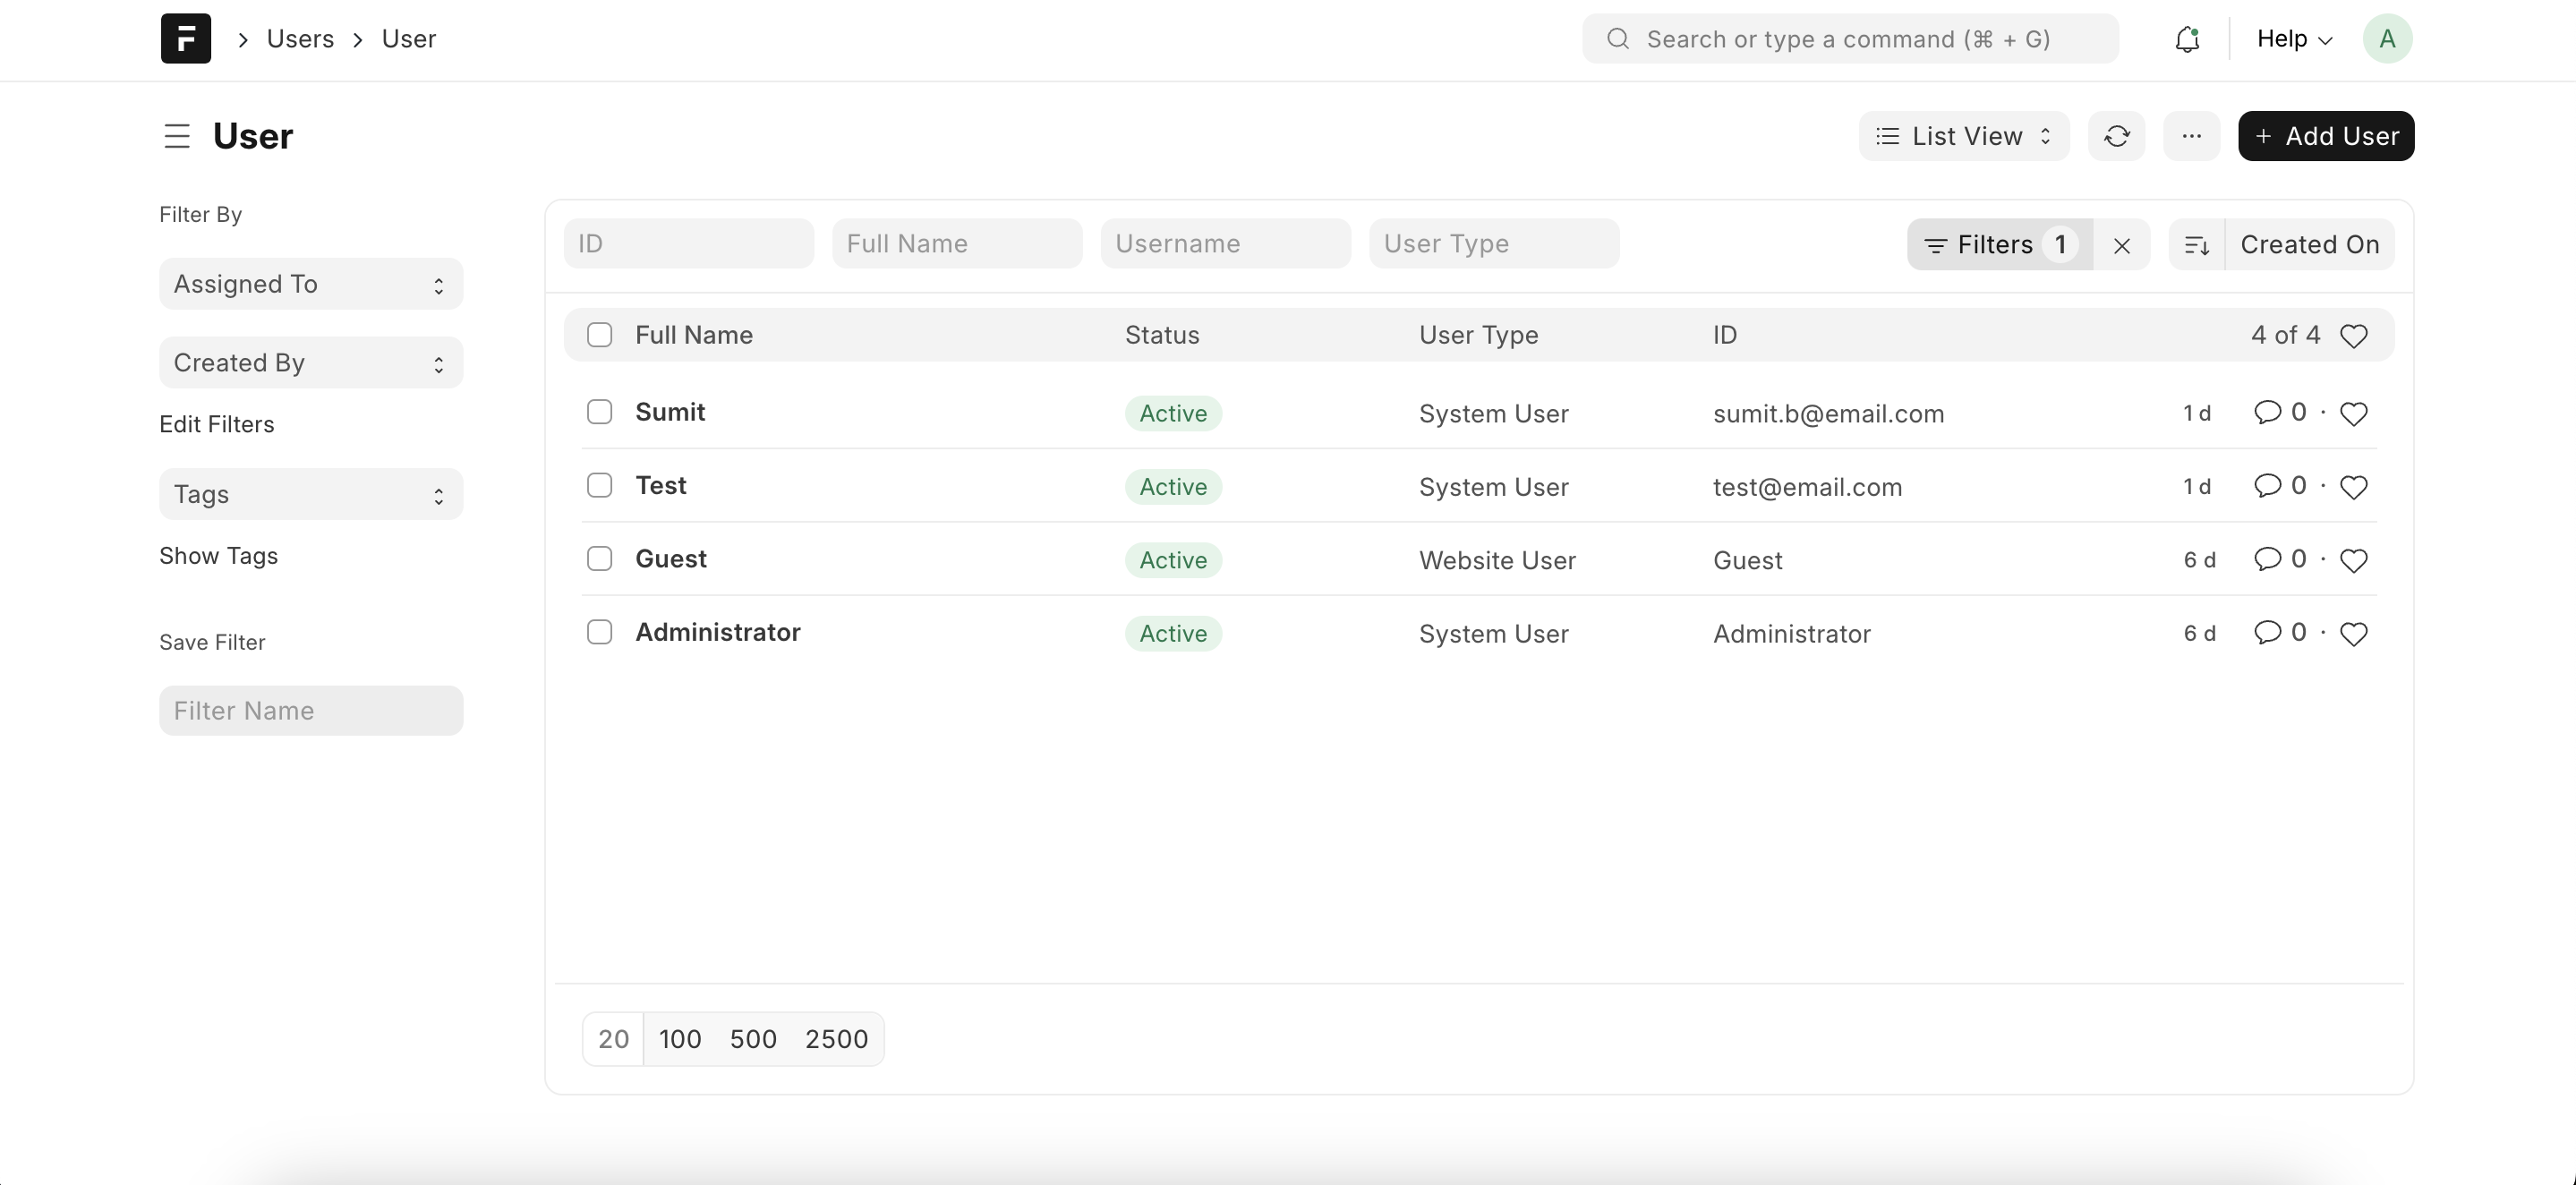 F > Users > User
Search or type a command (⌘ + G)
Help
A
User
List View
+ Add User
Filter By
Assigned To
Created By
Edit Filters
Tags
Show Tags
Save Filter
Filter Name
ID Full Name Username User Type
Filters 1
Created On
Full Name Status User Type ID 4 of 4
Sumit Active System User sumit.b@email.com 1 d 0 ·
Test Active System User test@email.com 1 d 0 ·
Guest Active Website User Guest 6 d 0 ·
Administrator Active System User Administrator 6 d 0 ·
20 100 500 2500